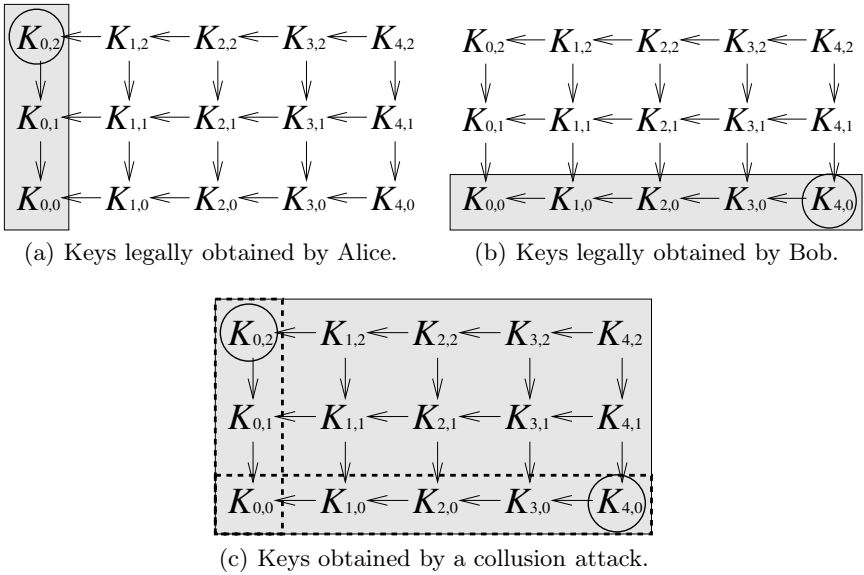 K0,2 K1,2 K2,2 K3,2 K4,2
K0,1 K1,1 K2,1 K3,1 K4,1
K0,0 K1,0 K2,0 K3,0 K4,0
(a) Keys legally obtained by Alice.
K0,2 K1,2 K2,2 K3,2 K4,2
K0,1 K1,1 K2,1 K3,1 K4,1
K0,0 K1,0 K2,0 K3,0 K4,0
(b) Keys legally obtained by Bob.
K0,2 K1,2 K2,2 K3,2 K4,2
K0,1 K1,1 K2,1 K3,1 K4,1
K0,0 K1,0 K2,0 K3,0 K4,0
(c) Keys obtained by a collusion attack.